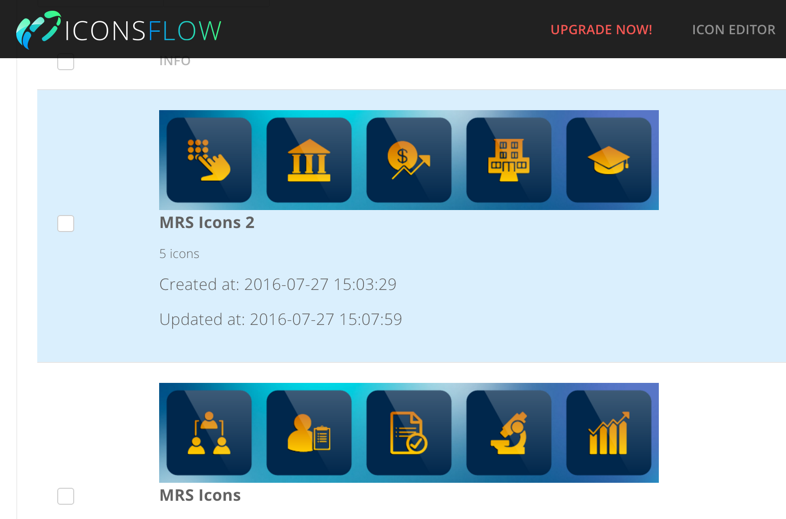 ICONSFLOW
UPGRADE NOW!
ICON EDITOR
INFO
$
MRS Icons 2
5 icons
Created at: 2016-07-27 15:03:29
Updated at: 2016-07-27 15:07:59
MRS Icons